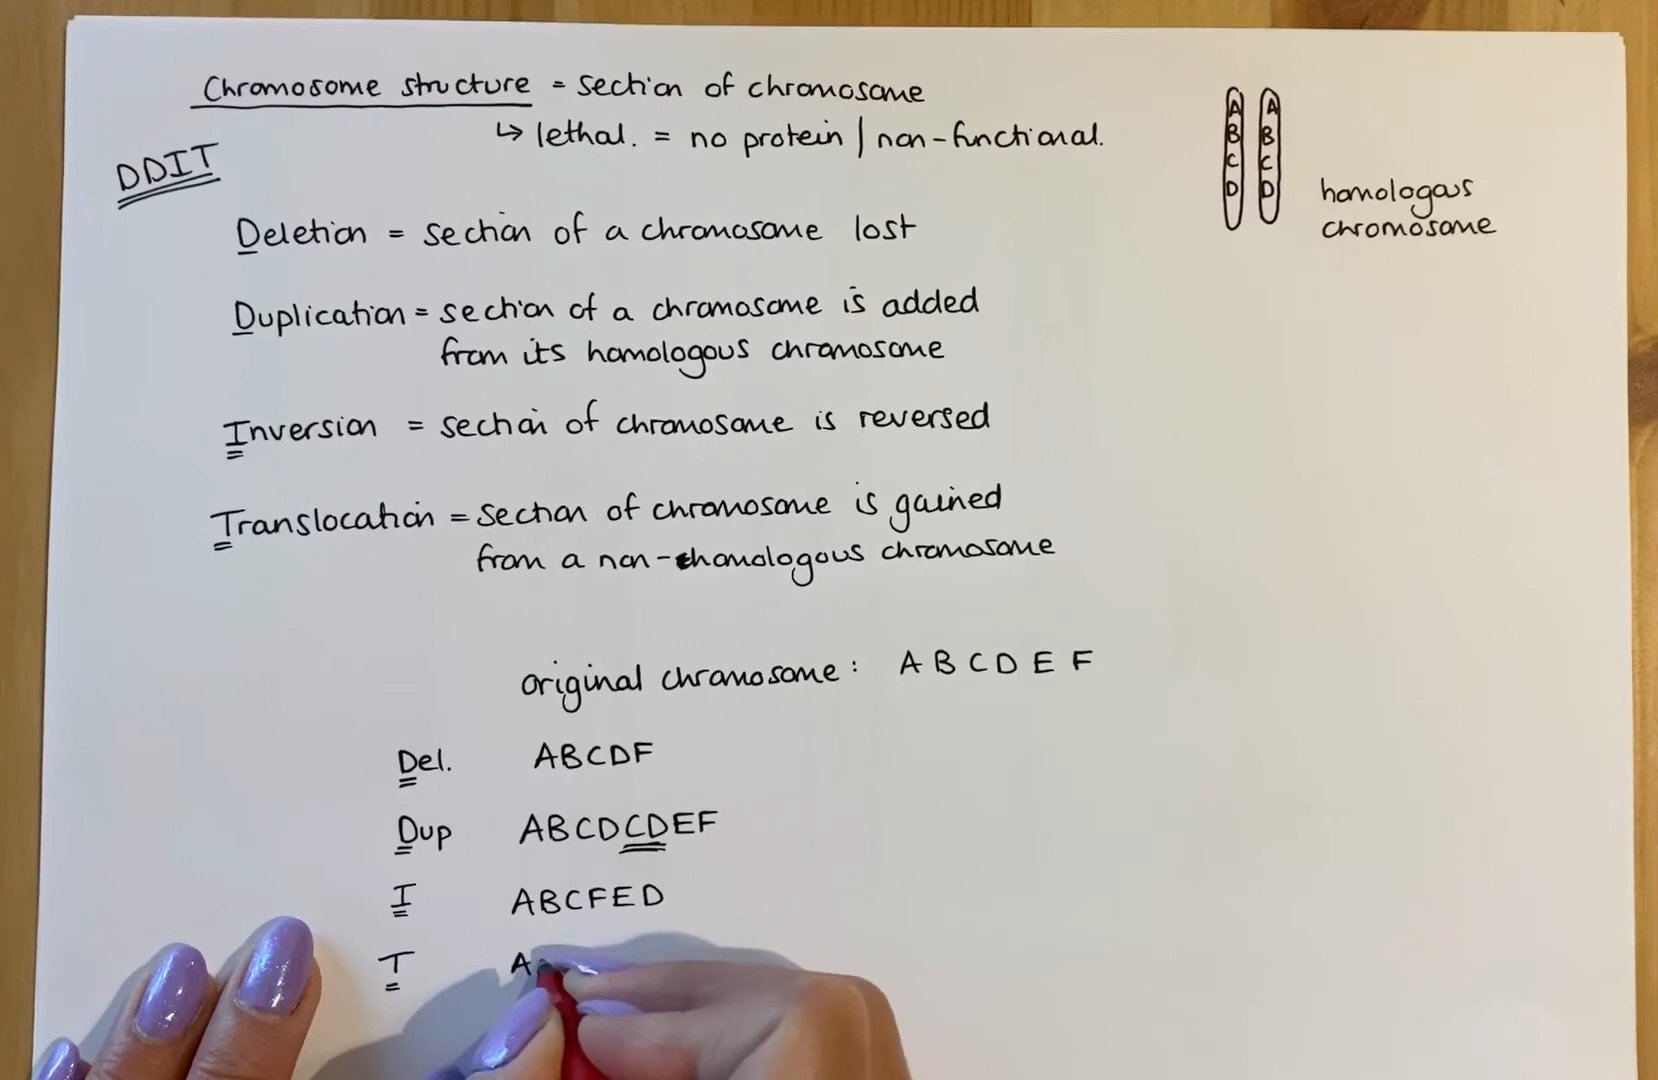 Chromosome structure = section of chromosome
↳ lethal. = no protein | non-functional.
DDIT
Deletion = section of a chromosome lost
Duplication = section of a chromosome is added
from its homologous chromosome
Inversion = section of chromosome is reversed
Translocation = section of chromosome is gained
from a non-homologous chromosome
original chromosome: A B C D E F
Del. ABCDF
Dup ABCDCDEF
I ABCFED
T A
A A
B B
C C
D D
homologous
chromosome